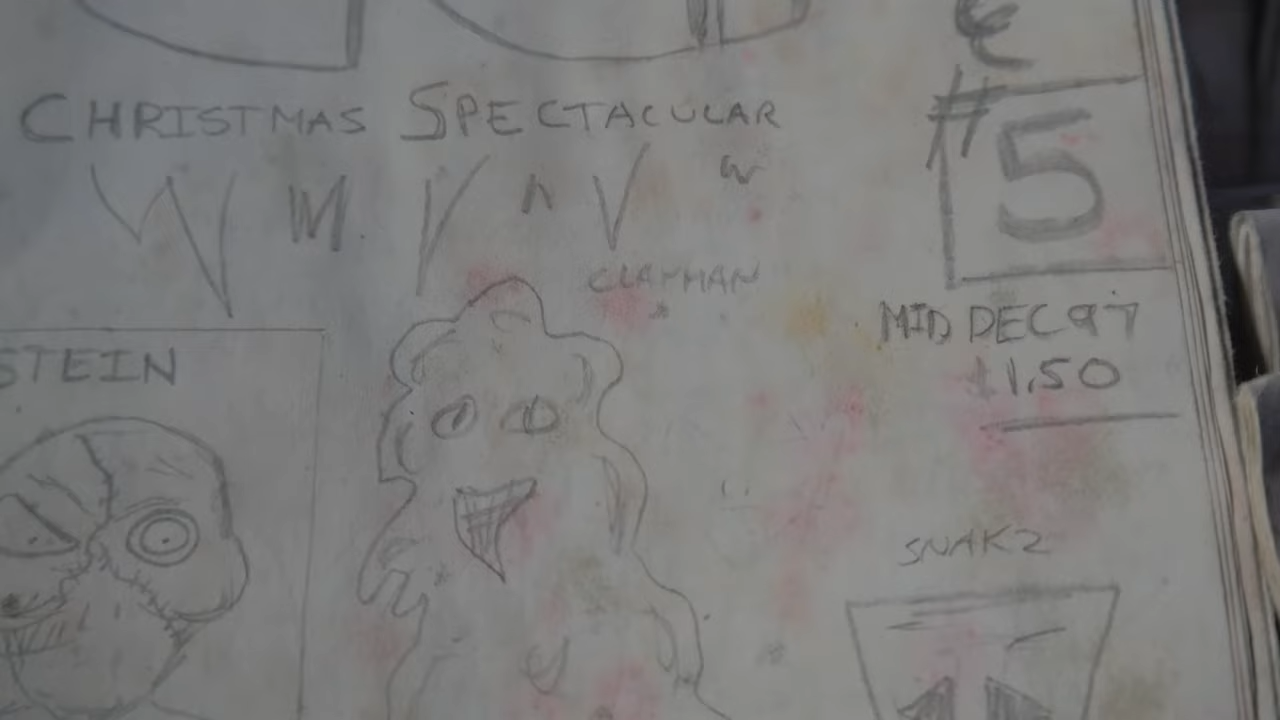 CHRISTMAS SPECTACULAR
#5
CLAYMAN
MID DEC 97
$1.50
STEIN
SNAKZ